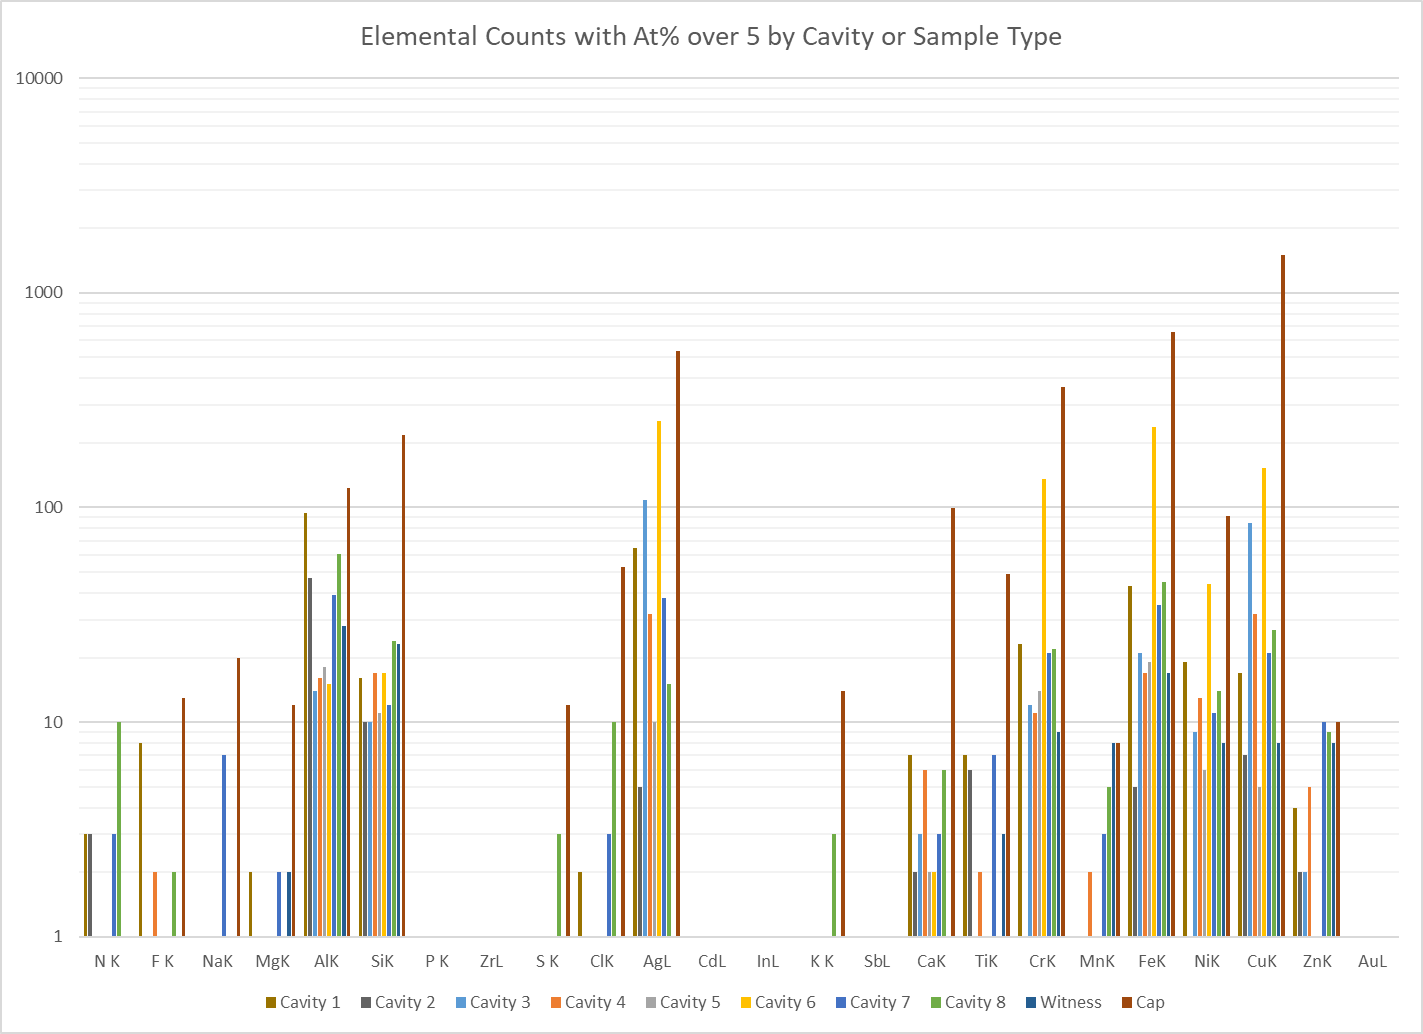 Elemental Counts with At% over 5 by Cavity or Sample Type
10000
1000
100
10
1
N K F K NaK MgK AlK SiK P K ZrL S K ClK AgL CdL InL K K SbL CaK TiK CrK MnK FeK NiK CuK ZnK AuL
Cavity 1 Cavity 2 Cavity 3 Cavity 4 Cavity 5 Cavity 6 Cavity 7 Cavity 8 Witness Cap